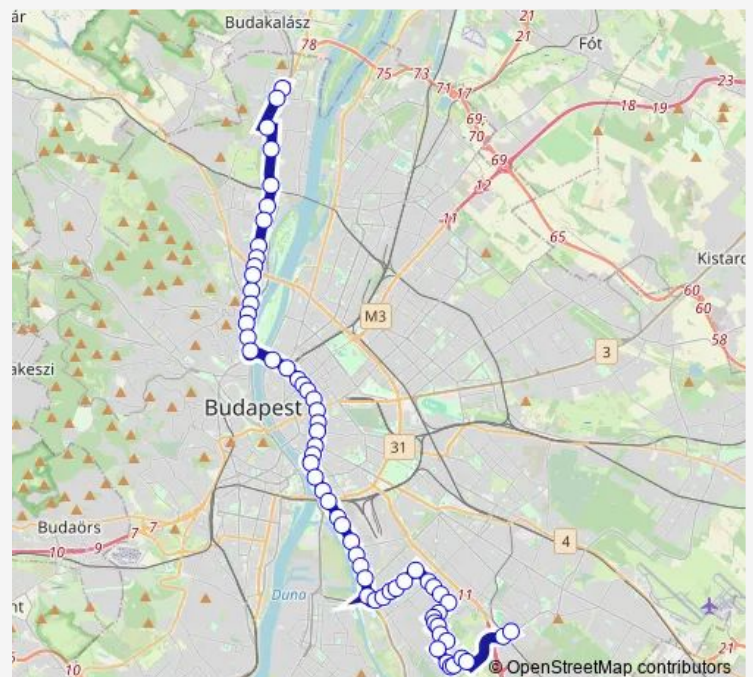 ár
Budakalász
78
21
21
Fót
75
73
71
17
23
69-
-70
18
19
69
12
11
65
Kistarc
60
60
58
M3
3
akeszi
Budapest
31
Budaörs
7
7
10
9
4
nt
Duna
11
10
© OpenStreetMap contributors